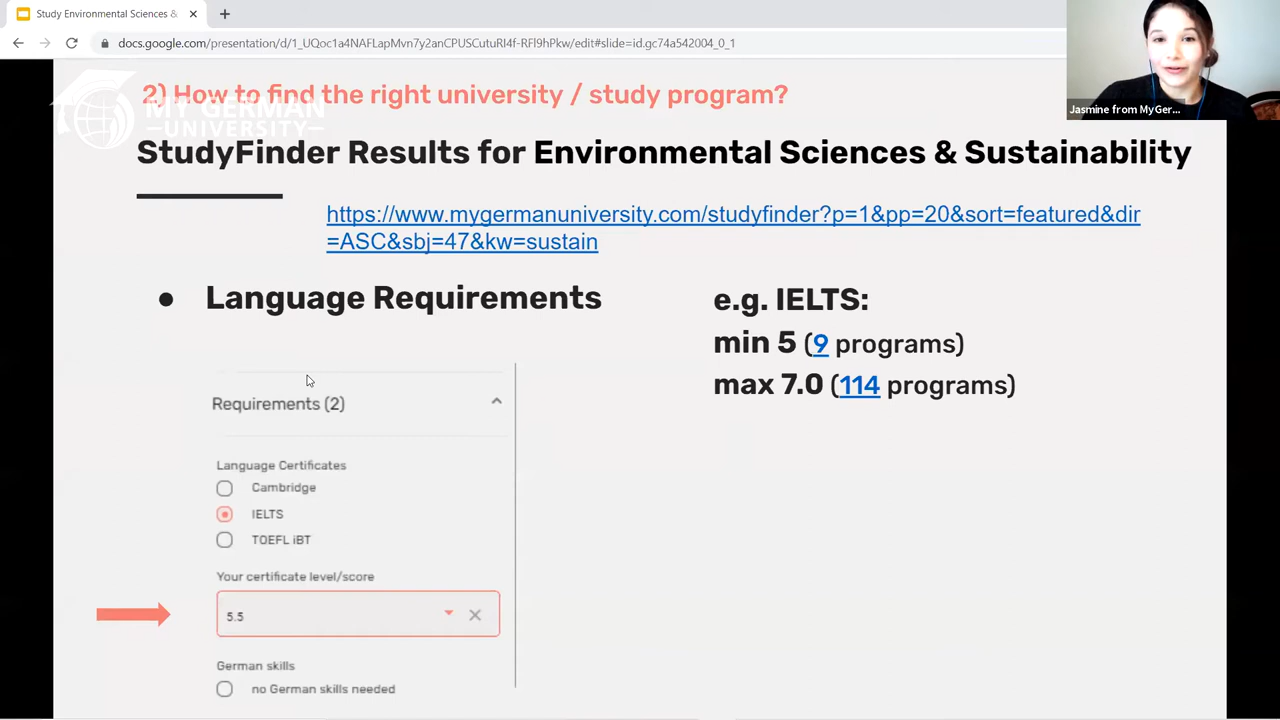 Study Environmental Sciences &
docs.google.com/presentation/d/1_UQoc1a4NAFLapMvn7y2anCPUSCutuRl4f-RFl9hPkw/edit#slide=id.gc74a542004_0_1
Jasmine from MyGer...
2) How to find the right university / study program?
MY GERMAN
UNIVERSITY
StudyFinder Results for Environmental Sciences & Sustainability
https://www.mygermanuniversity.com/studyfinder?p=1&pp=20&sort=featured&dir
=ASC&sbj=47&kw=sustain
● Language Requirements
e.g. IELTS:
min 5 (9 programs)
max 7.0 (114 programs)
Requirements (2)
Language Certificates
Cambridge
IELTS
TOEFL iBT
Your certificate level/score
5.5
German skills
no German skills needed